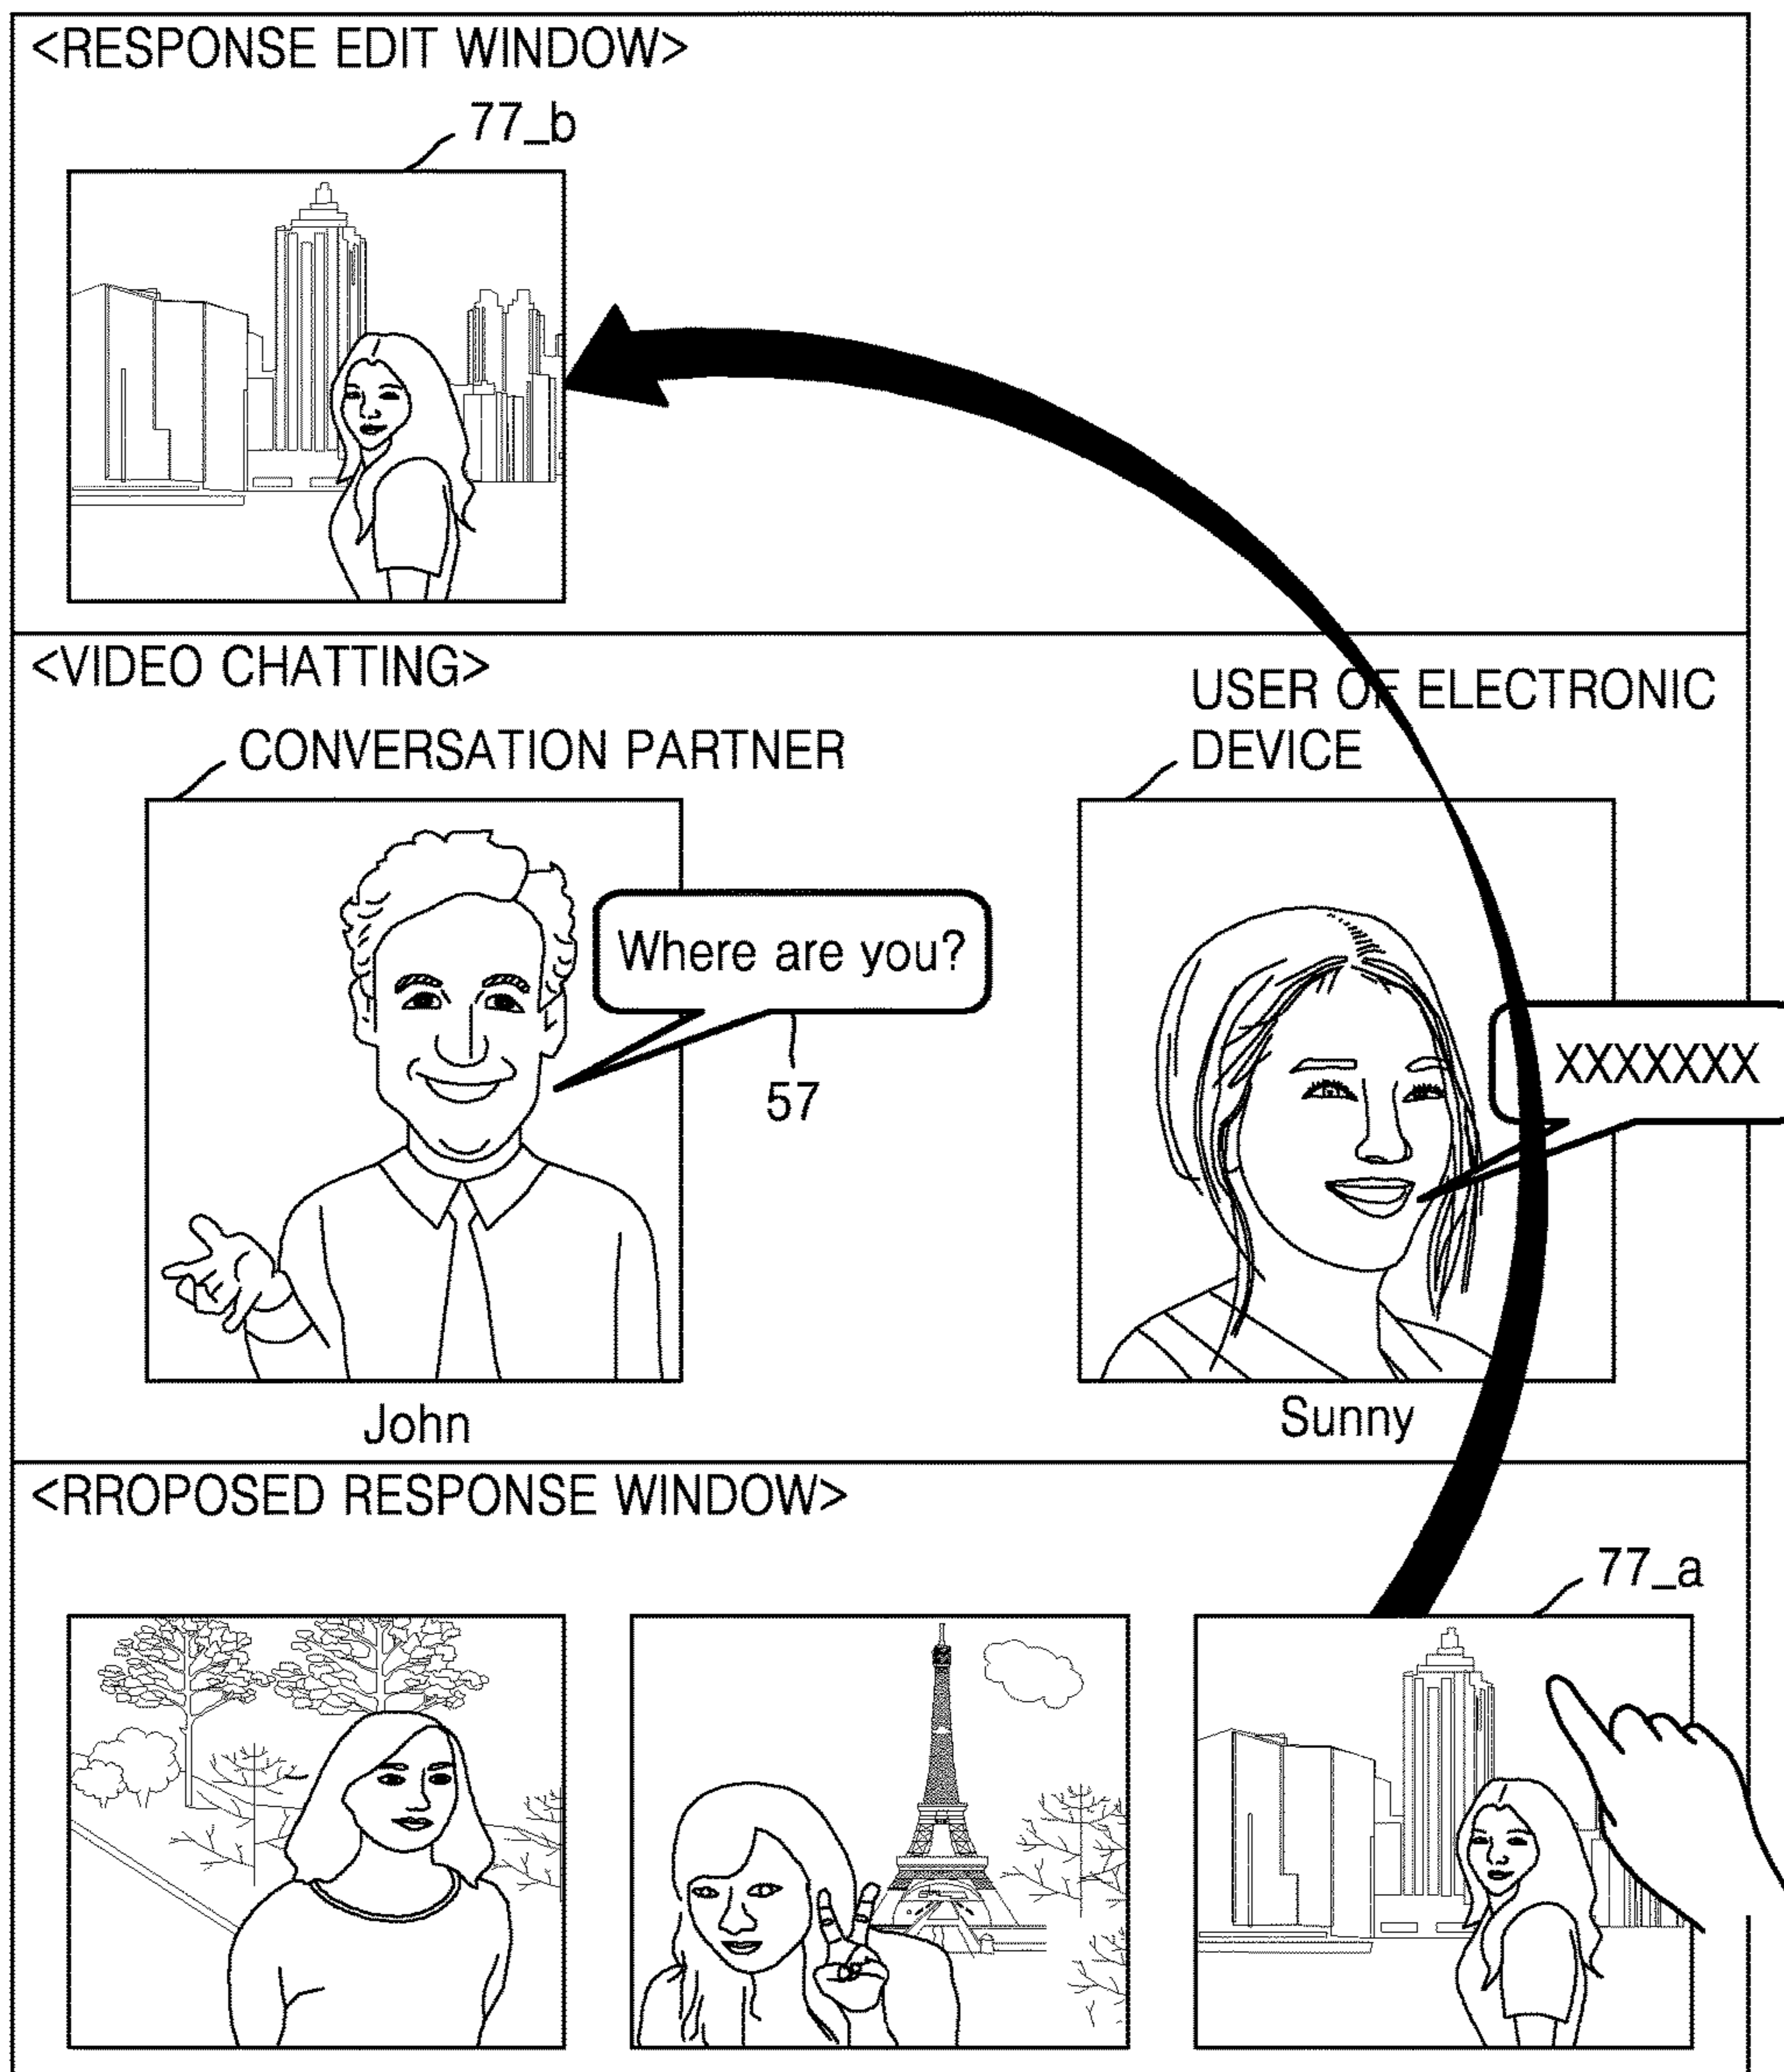 <RESPONSE EDIT WINDOW>
77_b
<VIDEO CHATTING>
USER OF ELECTRONIC
DEVICE
CONVERSATION PARTNER
Where are you?
57
XXXXXXX
John
Sunny
<RROPOSED RESPONSE WINDOW>
77_a